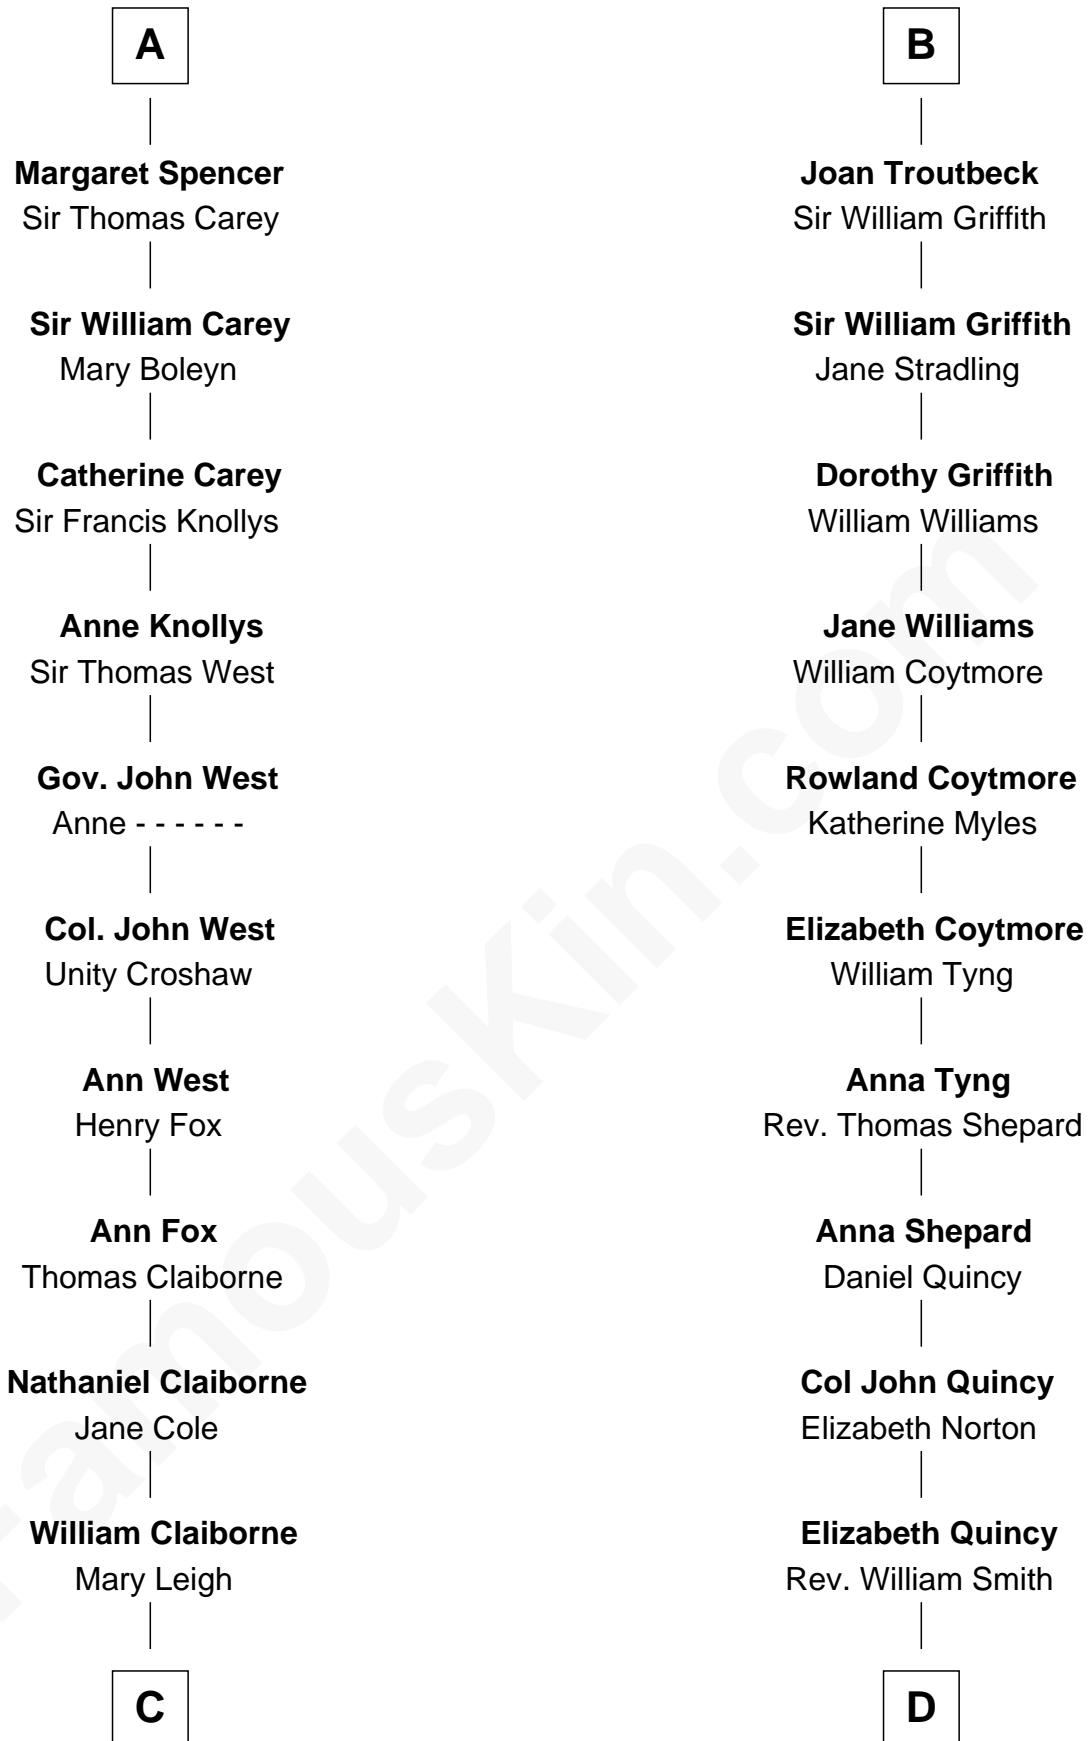 A
Margaret Spencer
Sir Thomas Carey
Sir William Carey
Mary Boleyn
Catherine Carey
Sir Francis Knollys
Anne Knollys
Sir Thomas West
Gov. John West
Anne - - - - - -
Col. John West
Unity Croshaw
Ann West
Henry Fox
Ann Fox
Thomas Claiborne
Nathaniel Claiborne
Jane Cole
William Claiborne
Mary Leigh
C
B
Joan Troutbeck
Sir William Griffith
Sir William Griffith
Jane Stradling
Dorothy Griffith
William Williams
Jane Williams
William Coytmore
Rowland Coytmore
Katherine Myles
Elizabeth Coytmore
William Tyng
Anna Tyng
Rev. Thomas Shepard
Anna Shepard
Daniel Quincy
Col John Quincy
Elizabeth Norton
Elizabeth Quincy
Rev. William Smith
D
FamousKin.com